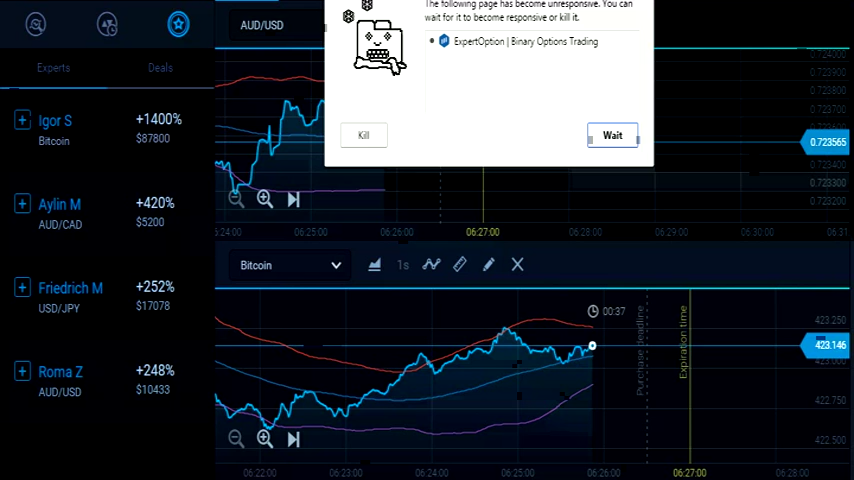 Experts
Deals
Igor S
+1400%
Bitcoin
$87800
Aylin M
+420%
AUD/CAD
$5200
Friedrich M
+252%
USD/JPY
$17078
Roma Z
+248%
AUD/USD
$10433
AUD/USD
The following page has become unresponsive. You can
wait for it to become responsive or kill it.
ExpertOption | Binary Options Trading
Kill
Wait
0.724000
0.723900
0.723800
0.723700
0.723565
0.723400
0.723300
0.723200
6:24:00
06:25:00
06:26:00
06:27:00
06:28:00
06:29:00
06:30:00
06:31
Bitcoin
1s
00:37
Purchase deadline
Expiration time
423.250
423.146
423.000
422.750
422.500
06:22:00
06:23:00
06:24:00
06:25:00
06:26:00
06:27:00
06:28:00